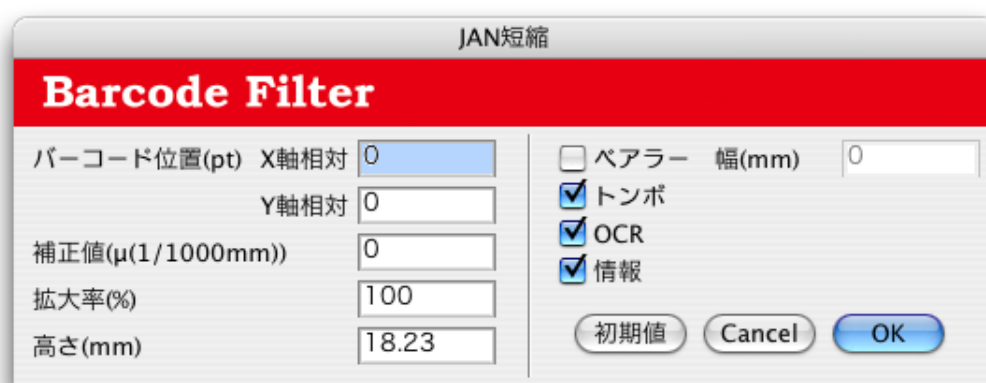 JAN短縮
Barcode Filter
バーコード位置(pt) X軸相対 0
Y軸相対 0
補正値(μ(1/1000mm)) 0
拡大率(%) 100
高さ(mm) 18.23
ベアラー 幅(mm) 0
トンボ
OCR
情報
初期値 Cancel OK